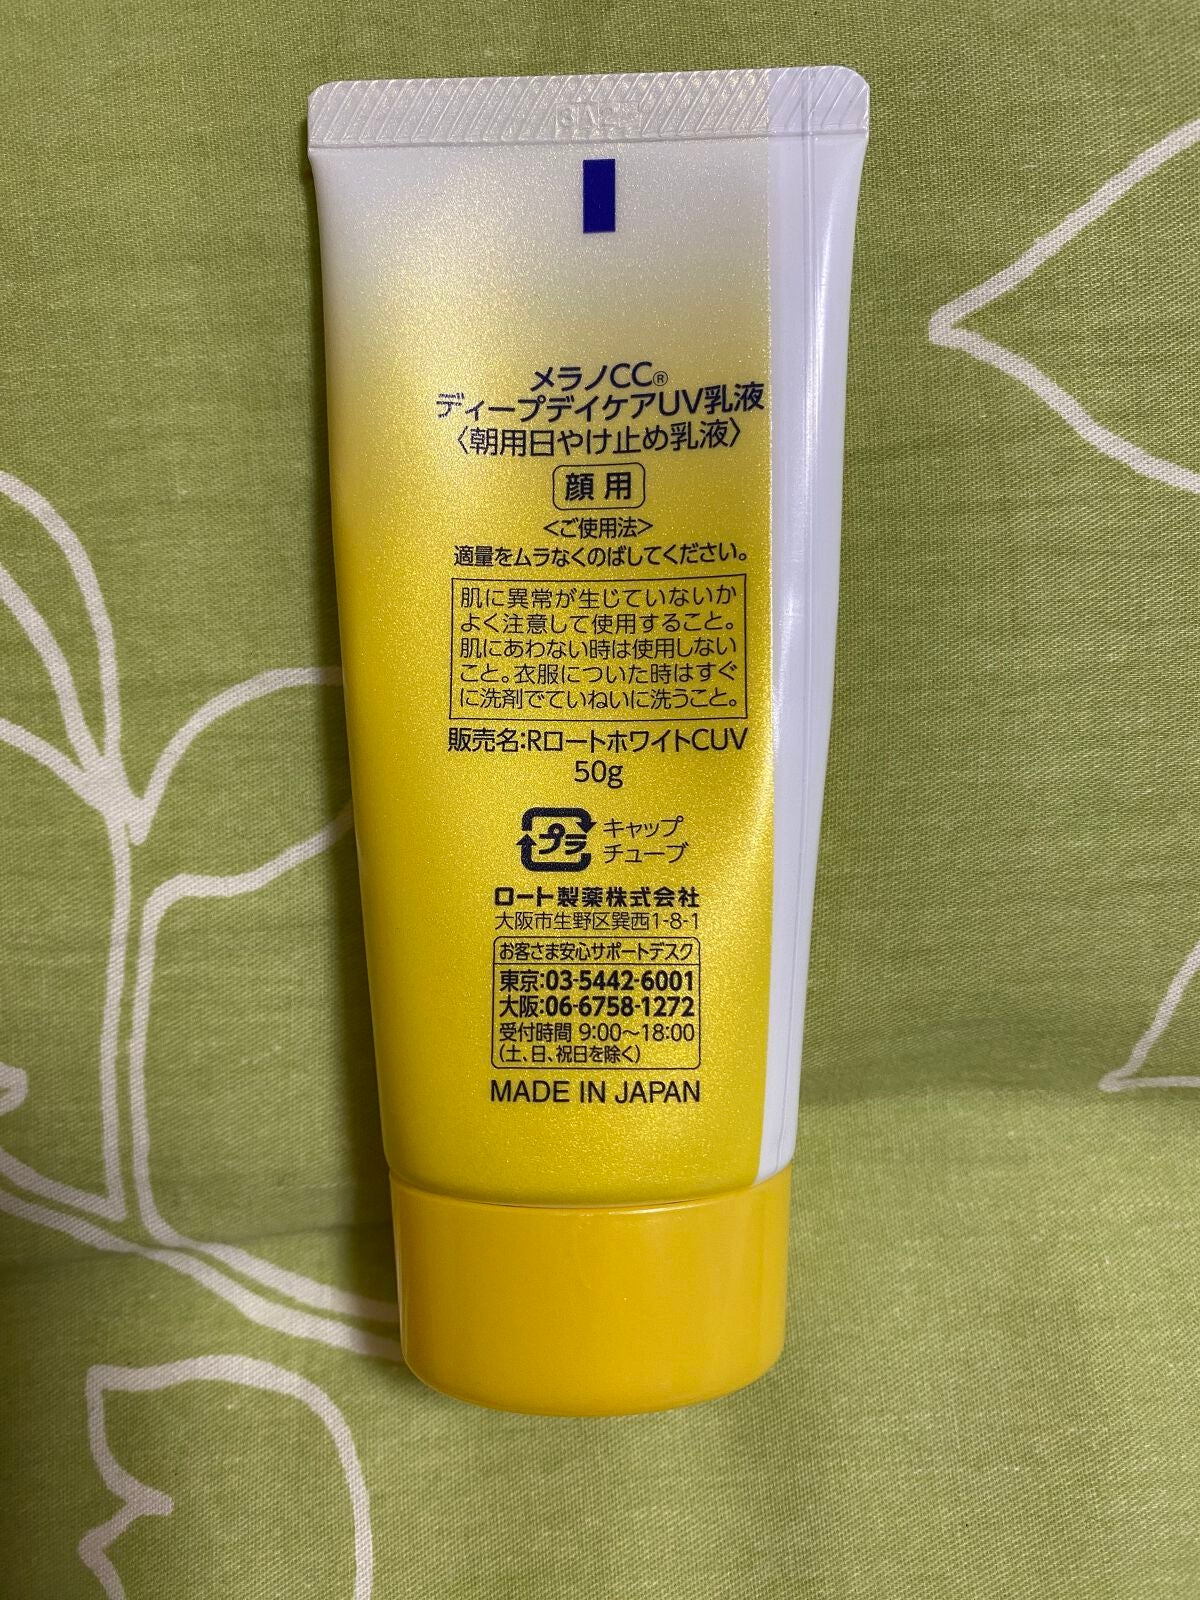 メラノCC®
ディープデイケアUV乳液
〈朝用日やけ止め乳液〉
顔用
<ご使用法>
適量をムラなくのばしてください。
肌に異常が生じていないか
よく注意して使用すること。
肌にあわない時は使用しない
こと。衣服についた時はすぐ
に洗剤でていねいに洗うこと。
販売名:RロートホワイトCUV
50g
プラ
キャップ
チューブ
ロート製薬株式会社
大阪市生野区巽西1-8-1
お客さま安心サポートデスク
東京:03-5442-6001
大阪:06-6758-1272
受付時間 9:00～18:00
(土、日、祝日を除く)
MADE IN JAPAN